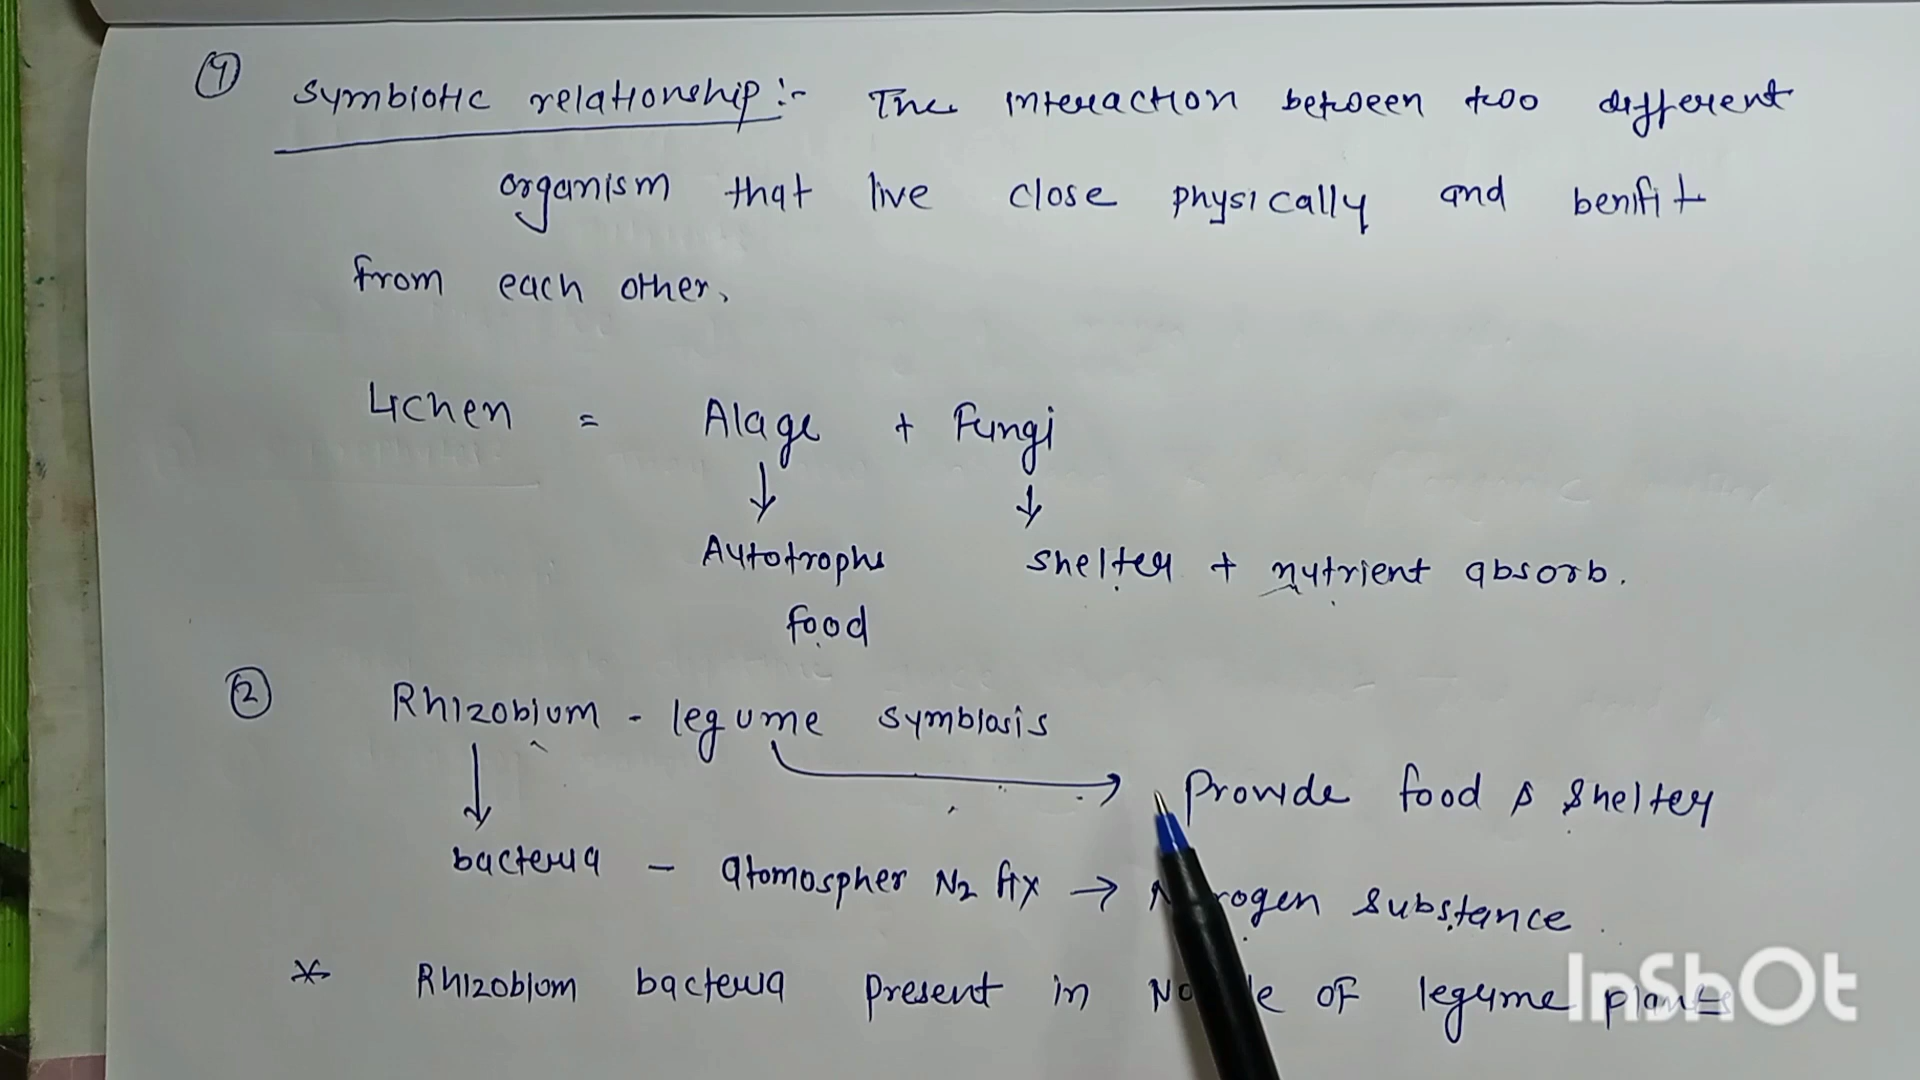 ① Symbiotic relationship :- The interaction between two different
organism that live close physically and benifit
from each other.
Lichen = Alage + Fungi
↓ ↓
Autotrophs shelter + nutrient absorb.
food
② Rhizobium - legume symbiosis
→ Provide food & shelter
bacteria - atomospher N2 fix → substance
* Rhizobiom bacteria present in of legume plants
InShOt